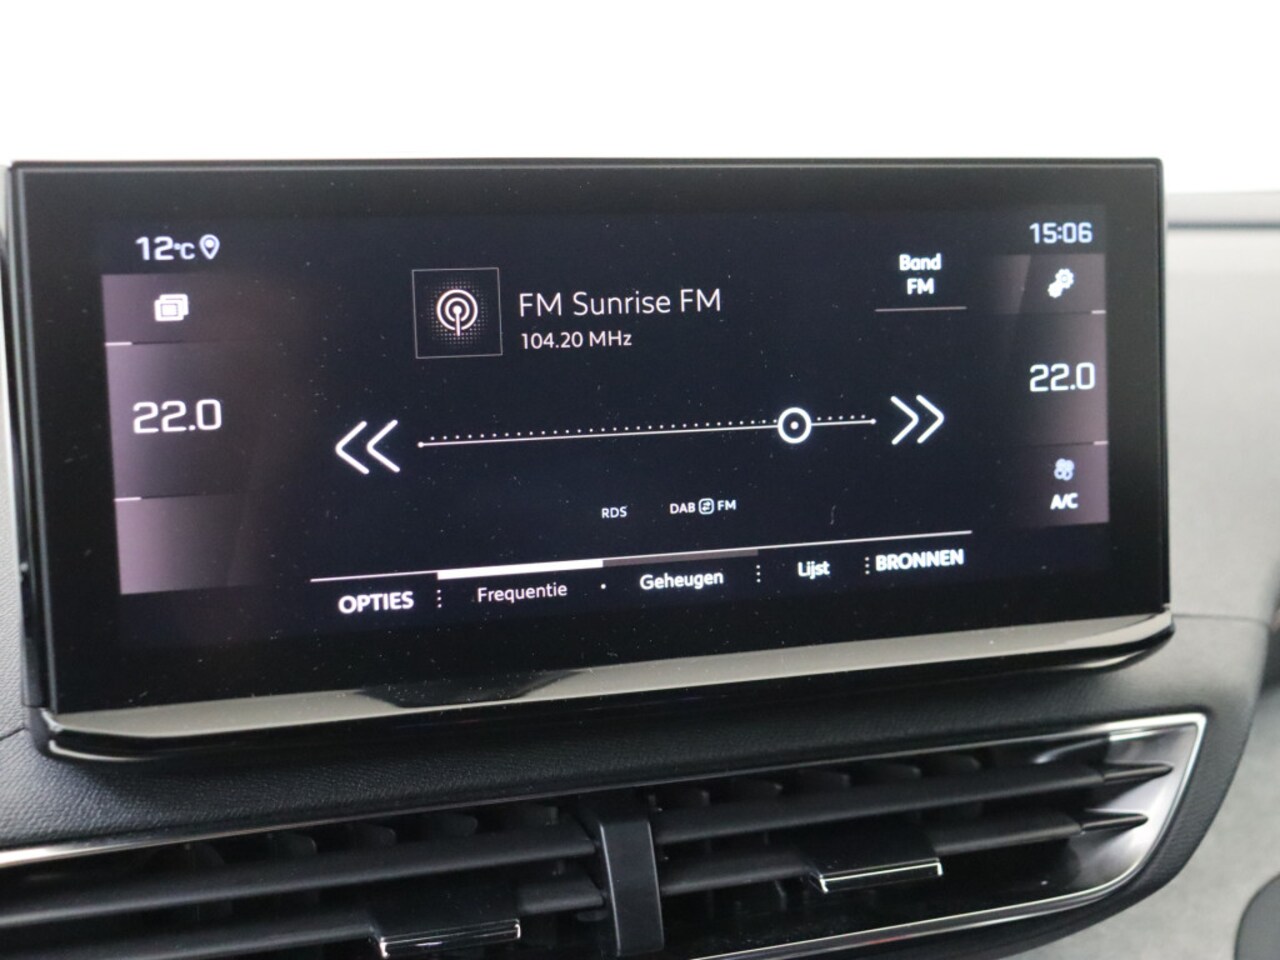 12°C
15:06
Band
FM
FM Sunrise FM
104.20 MHz
22.0
22.0
A/C
RDS
DAB FM
OPTIES
Frequentie
Geheugen
Lijst
BRONNEN